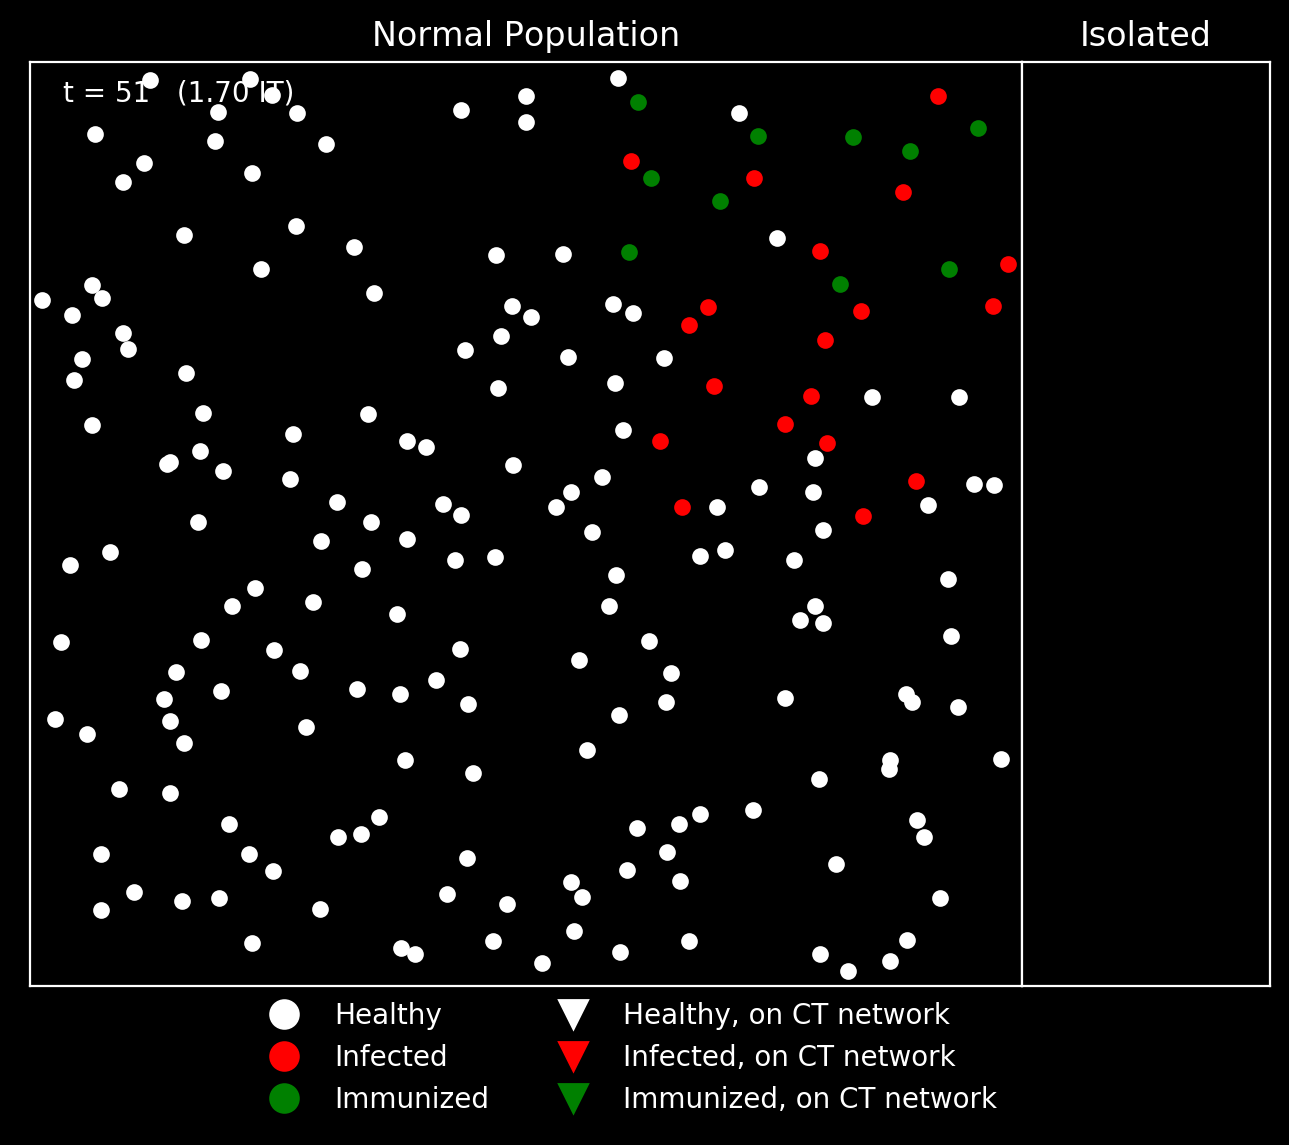 Normal Population
Isolated
t = 51   (1.70 IT)
Healthy
Infected
Immunized
Healthy, on CT network
Infected, on CT network
Immunized, on CT network